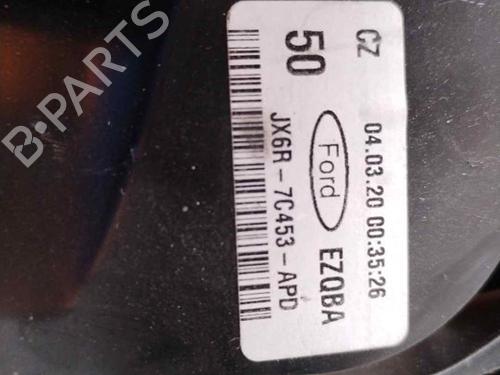 CZ 04.03.20 00:35:26
50 Ford EZQBA
JX6R-7C453-APD
B-PARTS